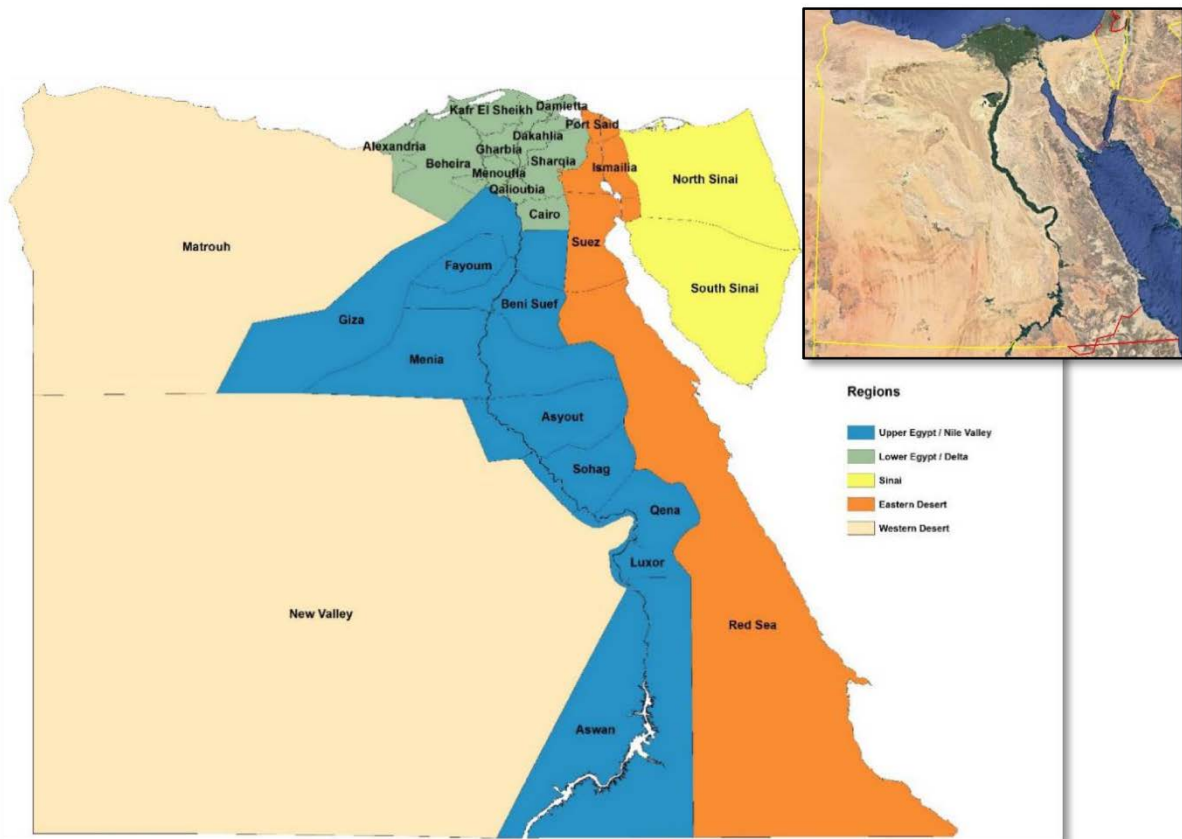 Kafr El Sheikh
Damietta
Port Said
Alexandria
Dakahlia
Gharbia
Beheira
Sharqia
Menoufia
Ismailia
Qalioubia
North Sinai
Cairo
Matrouh
Suez
Fayoum
South Sinai
Beni Suef
Giza
Menia
Asyout
Sohag
Qena
Luxor
New Valley
Red Sea
Aswan
Regions
Upper Egypt / Nile Valley
Lower Egypt / Delta
Sinai
Eastern Desert
Western Desert